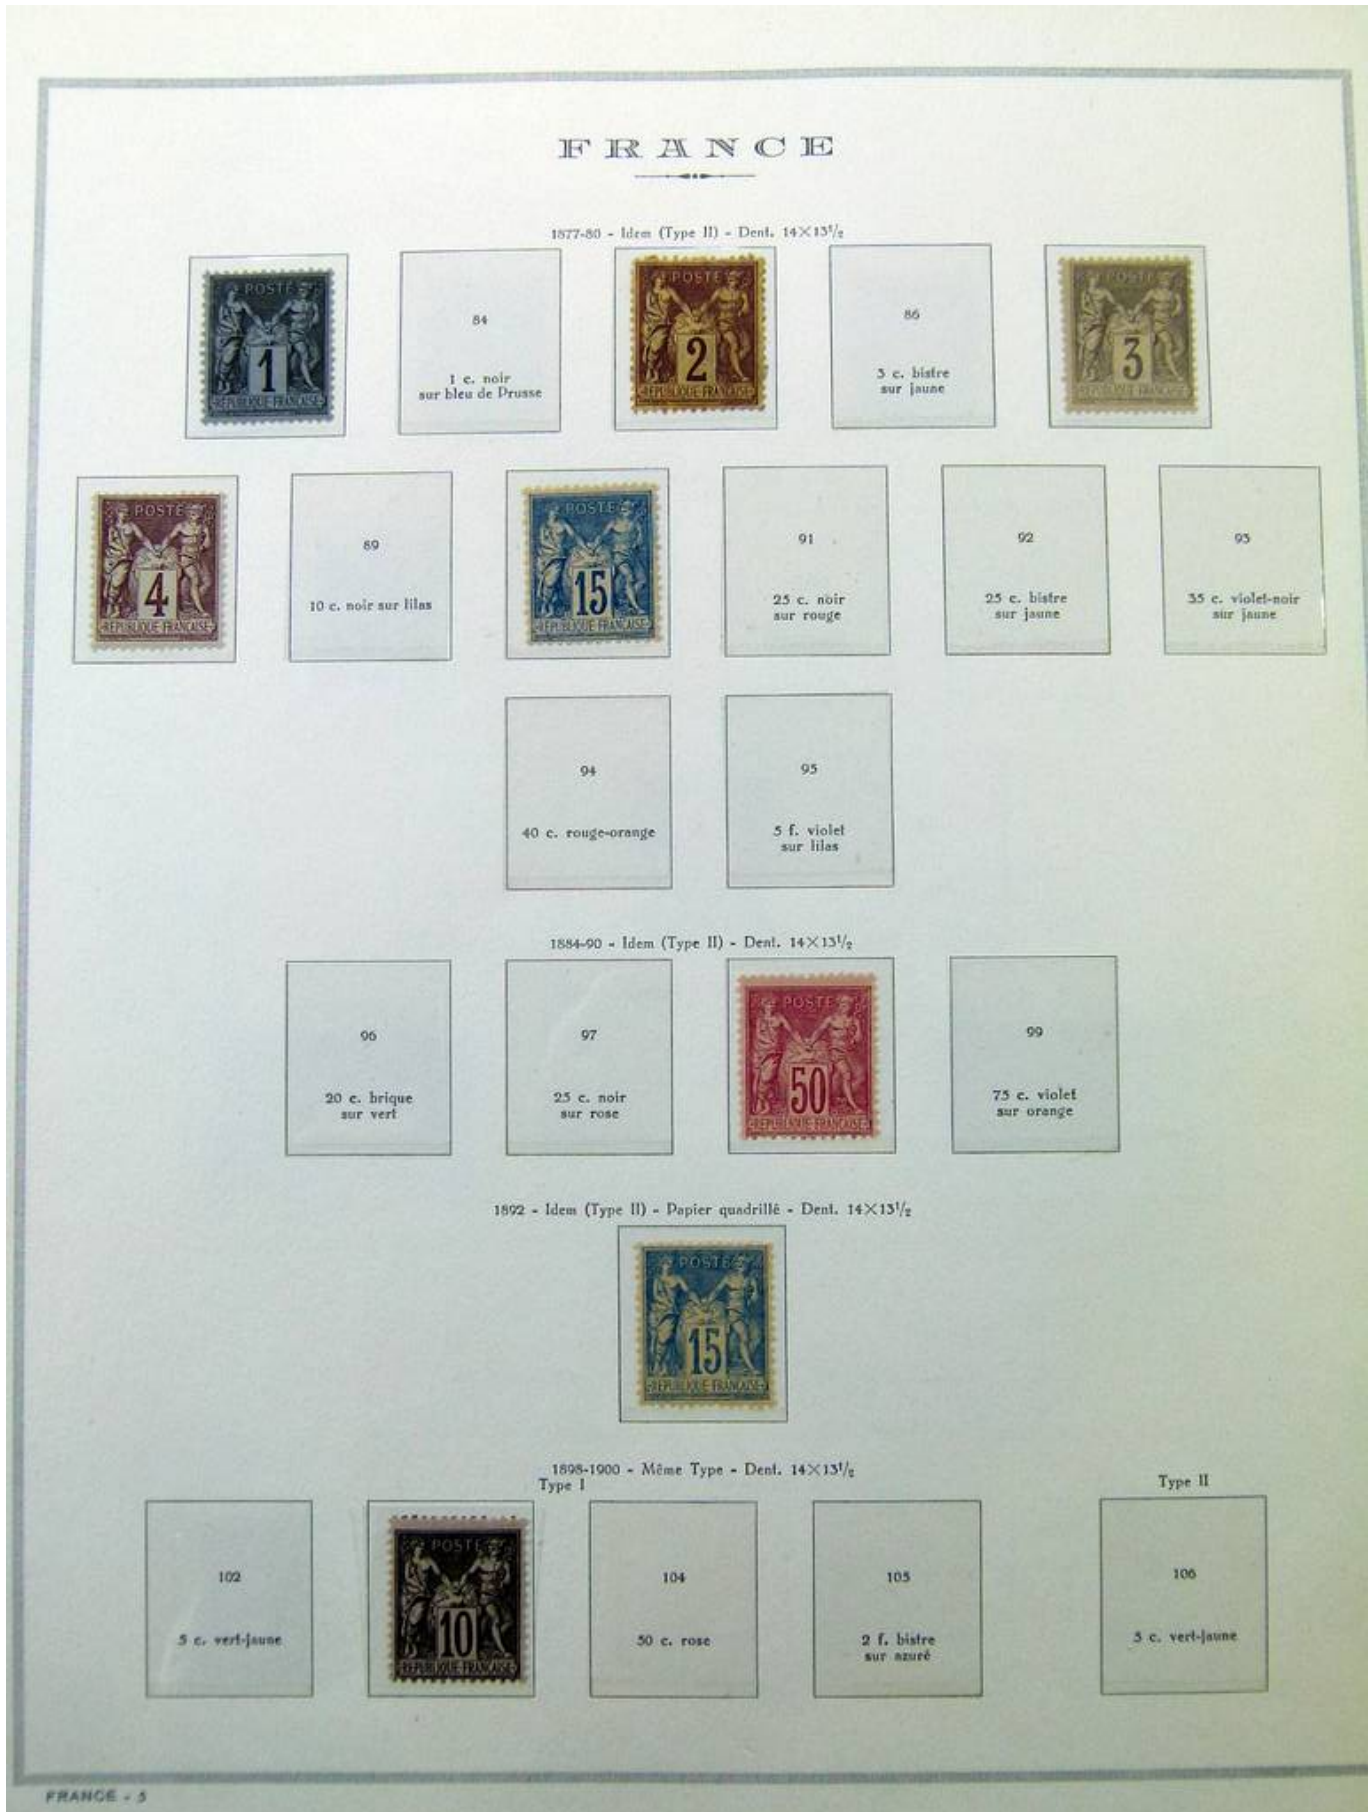 FRANCE
1877-80 - Idem (Type II) - Dent. 14×13½
POSTE
1
REPUBLIQUE FRANÇAISE
84
1 c. noir
sur bleu de Prusse
POSTE
2
REPUBLIQUE FRANÇAISE
86
3 c. bistre
sur jaune
POSTE
3
REPUBLIQUE FRANÇAISE
POSTE
4
REPUBLIQUE FRANÇAISE
89
10 c. noir sur lilas
POSTE
15
REPUBLIQUE FRANÇAISE
91
25 c. noir
sur rouge
92
25 c. bistre
sur jaune
93
35 c. violet-noir
sur jaune
94
40 c. rouge-orange
95
5 f. violet
sur lilas
1884-90 - Idem (Type II) - Dent. 14×13½
96
20 c. brique
sur vert
97
25 c. noir
sur rose
POSTE
50
REPUBLIQUE FRANÇAISE
99
75 c. violet
sur orange
1892 - Idem (Type II) - Papier quadrillé - Dent. 14×13½
POSTE
15
REPUBLIQUE FRANÇAISE
1898-1900 - Même Type - Dent. 14×13½
Type I
Type II
102
5 c. vert-jaune
POSTE
10
REPUBLIQUE FRANÇAISE
104
50 c. rose
105
2 f. bistre
sur azuré
106
5 c. vert-jaune
FRANCE - 5